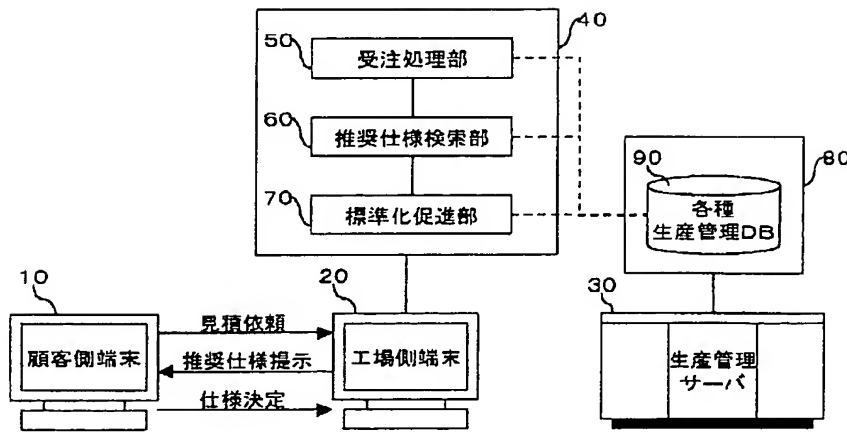 40
50
受注処理部
60
推奨仕様検索部
70
標準化促進部
80
90
各種
生産管理DB
10
顧客側端末
20
工場側端末
見積依頼
推奨仕様提示
仕様決定
30
生産管理
サーバ